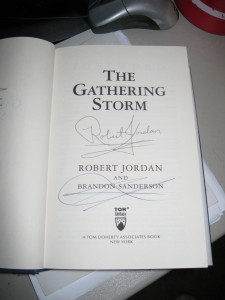 THE
GATHERING
STORM
Robert Jordan
ROBERT JORDAN
AND
BRANDON SANDERSON
TOR
A TOM DOHERTY ASSOCIATES BOOK
NEW YORK